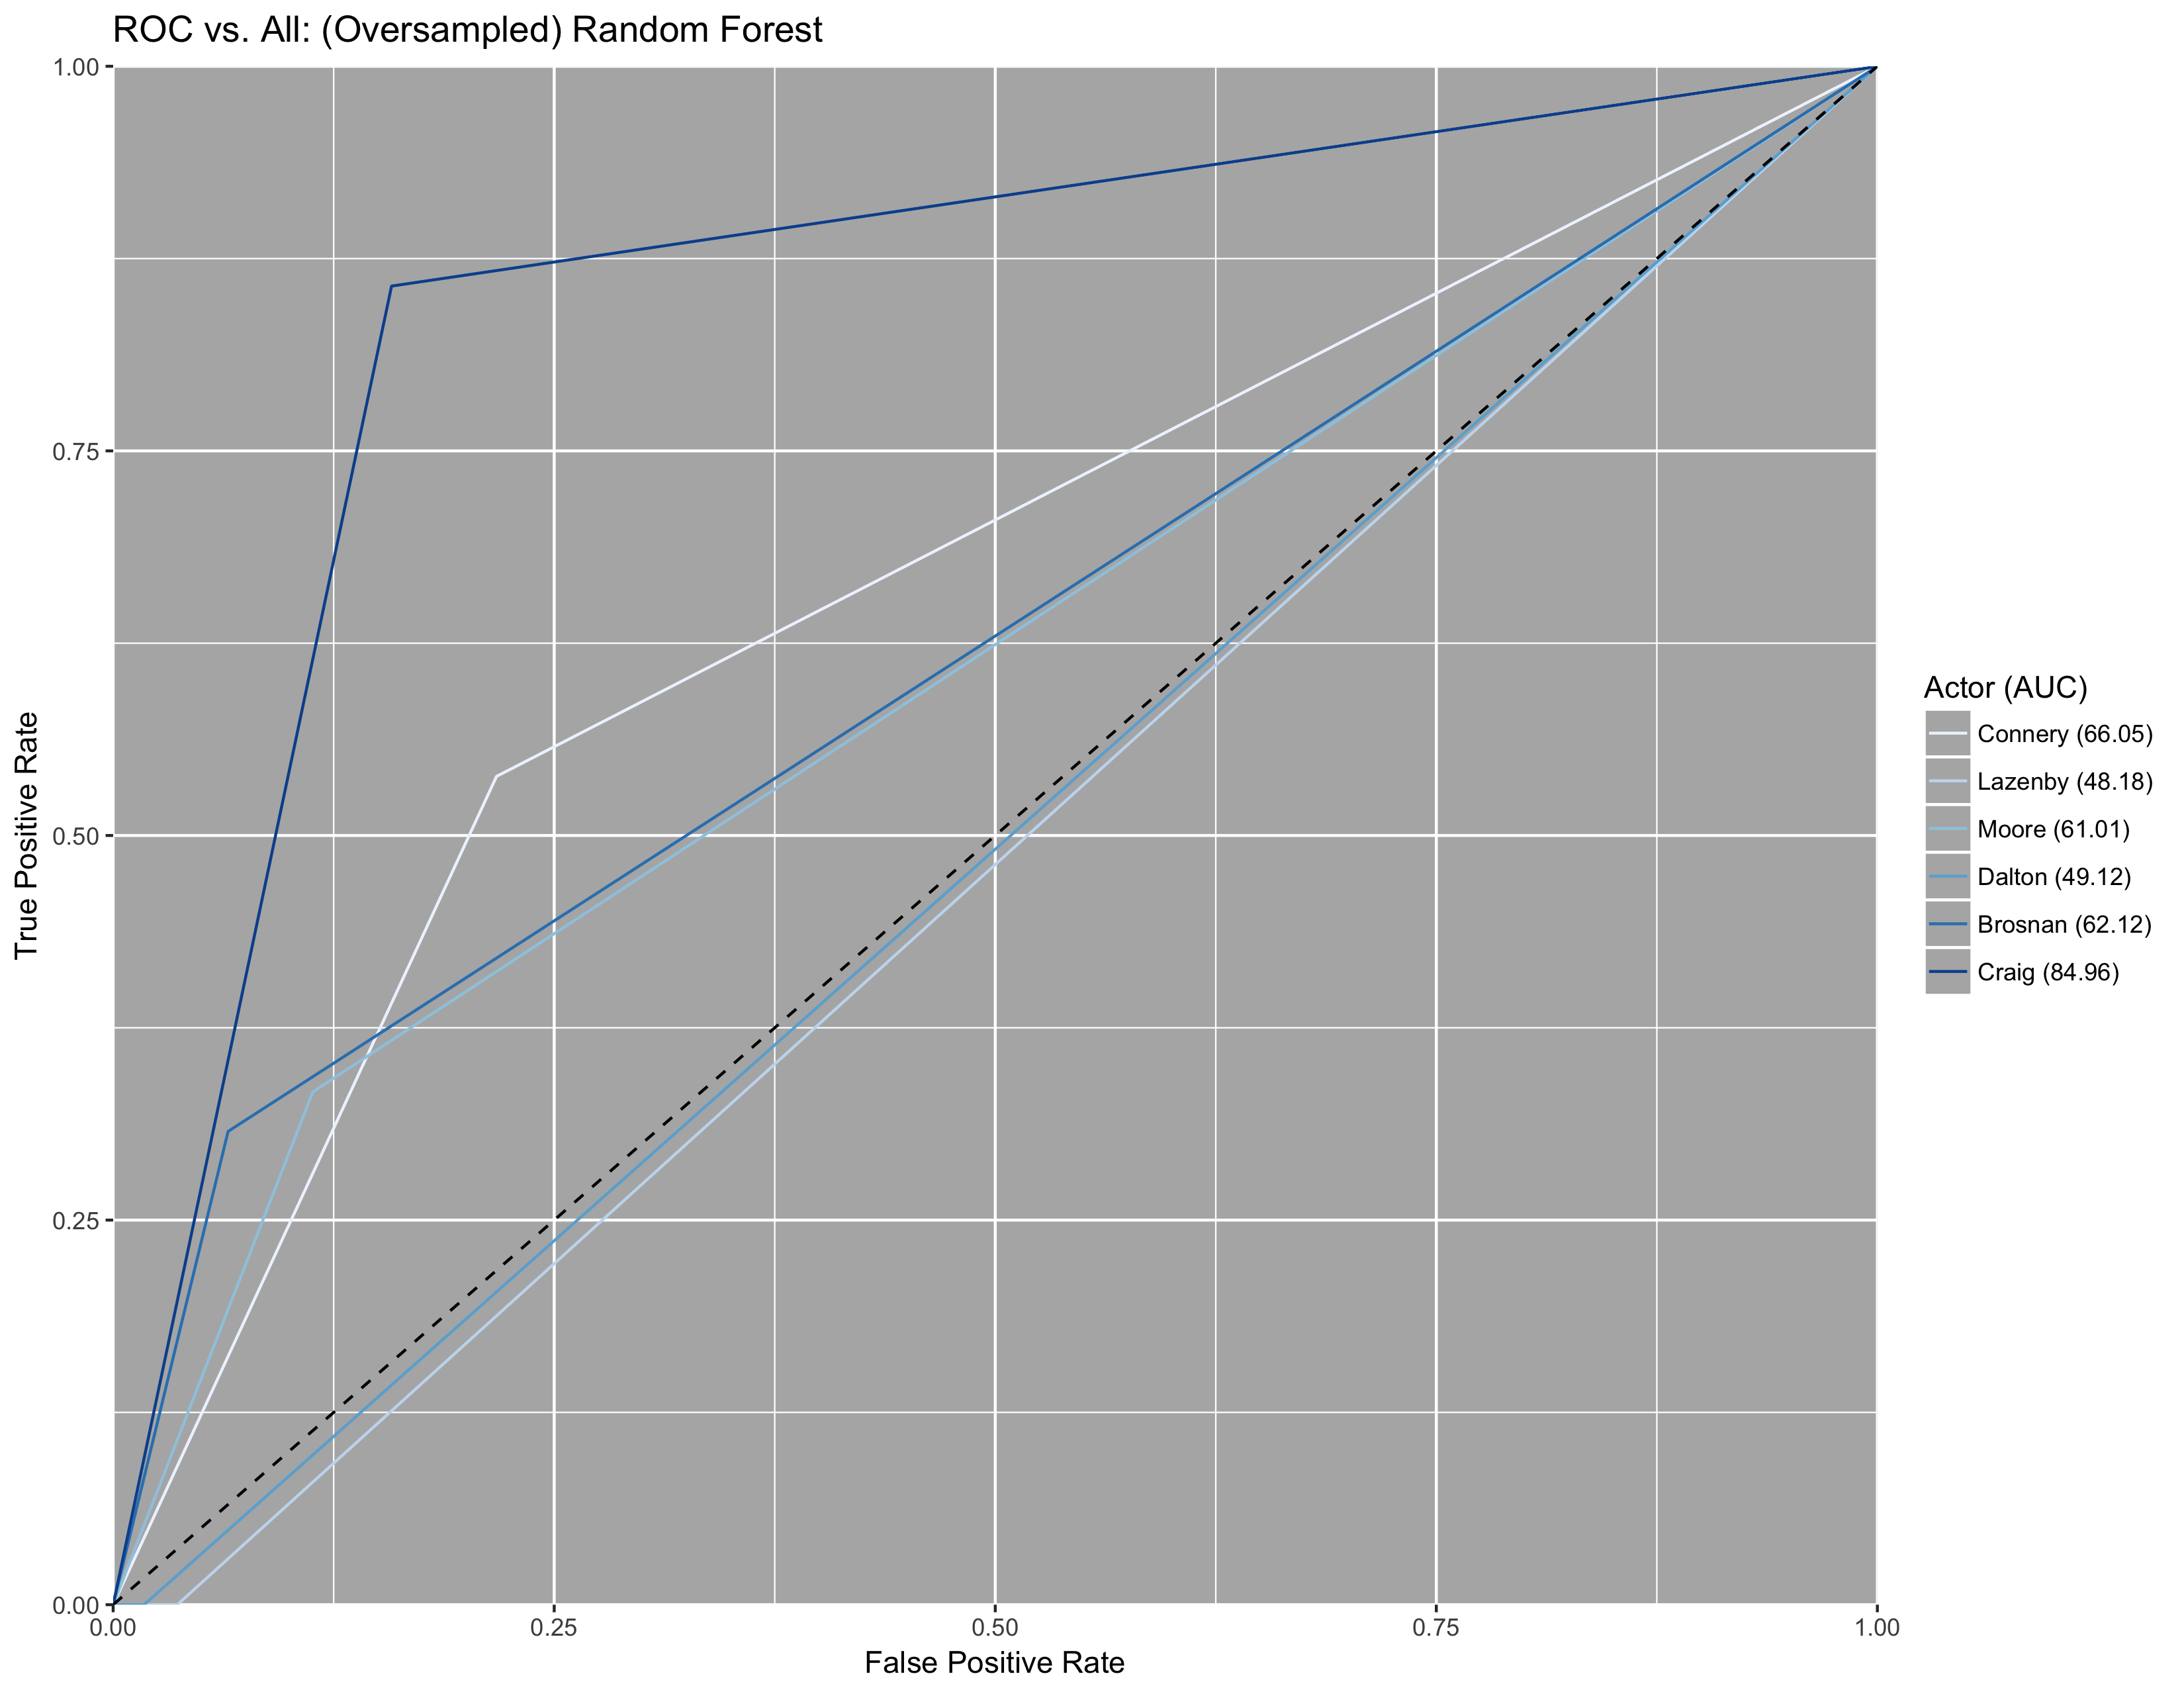 ROC vs. All: (Oversampled) Random Forest
1.00
0.75
0.50
0.25
0.00
True Positive Rate
0.00 0.25 0.50 0.75 1.00
False Positive Rate
Actor (AUC)
Connery (66.05)
Lazenby (48.18)
Moore (61.01)
Dalton (49.12)
Brosnan (62.12)
Craig (84.96)